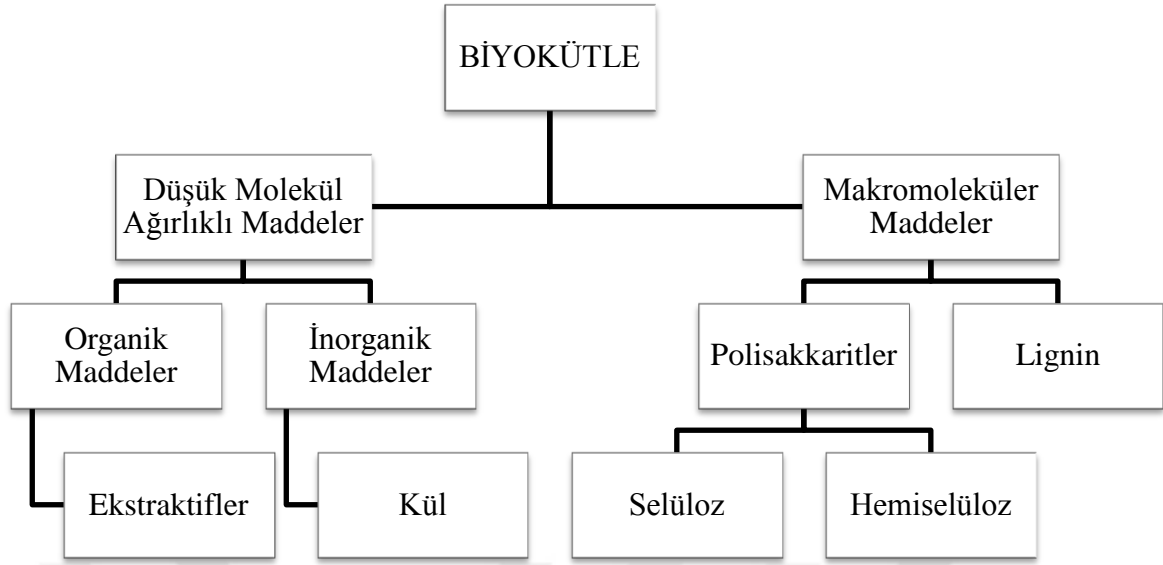 BİYOKÜTLE
Düşük Molekül
Ağırlıklı Maddeler
Makromoleküler
Maddeler
Organik
Maddeler
İnorganik
Maddeler
Polisakkaritler
Lignin
Ekstraktifler
Kül
Selüloz
Hemiselüloz